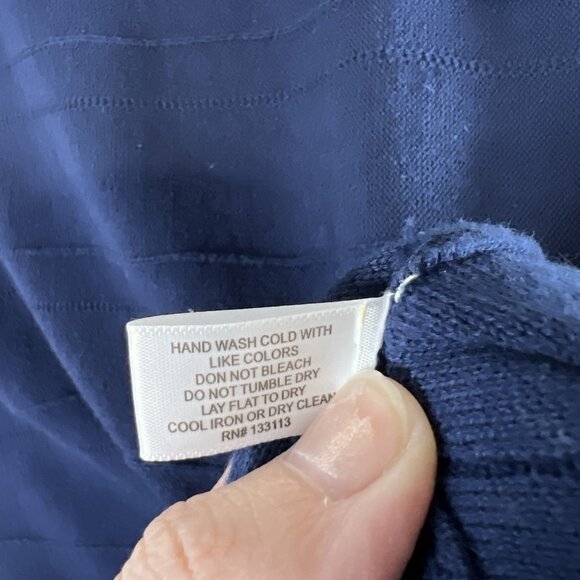 HAND WASH COLD WITH
LIKE COLORS
DON NOT BLEACH
DO NOT TUMBLE DRY
LAY FLAT TO DRY
COOL IRON OR DRY CLEAN
RN# 133113